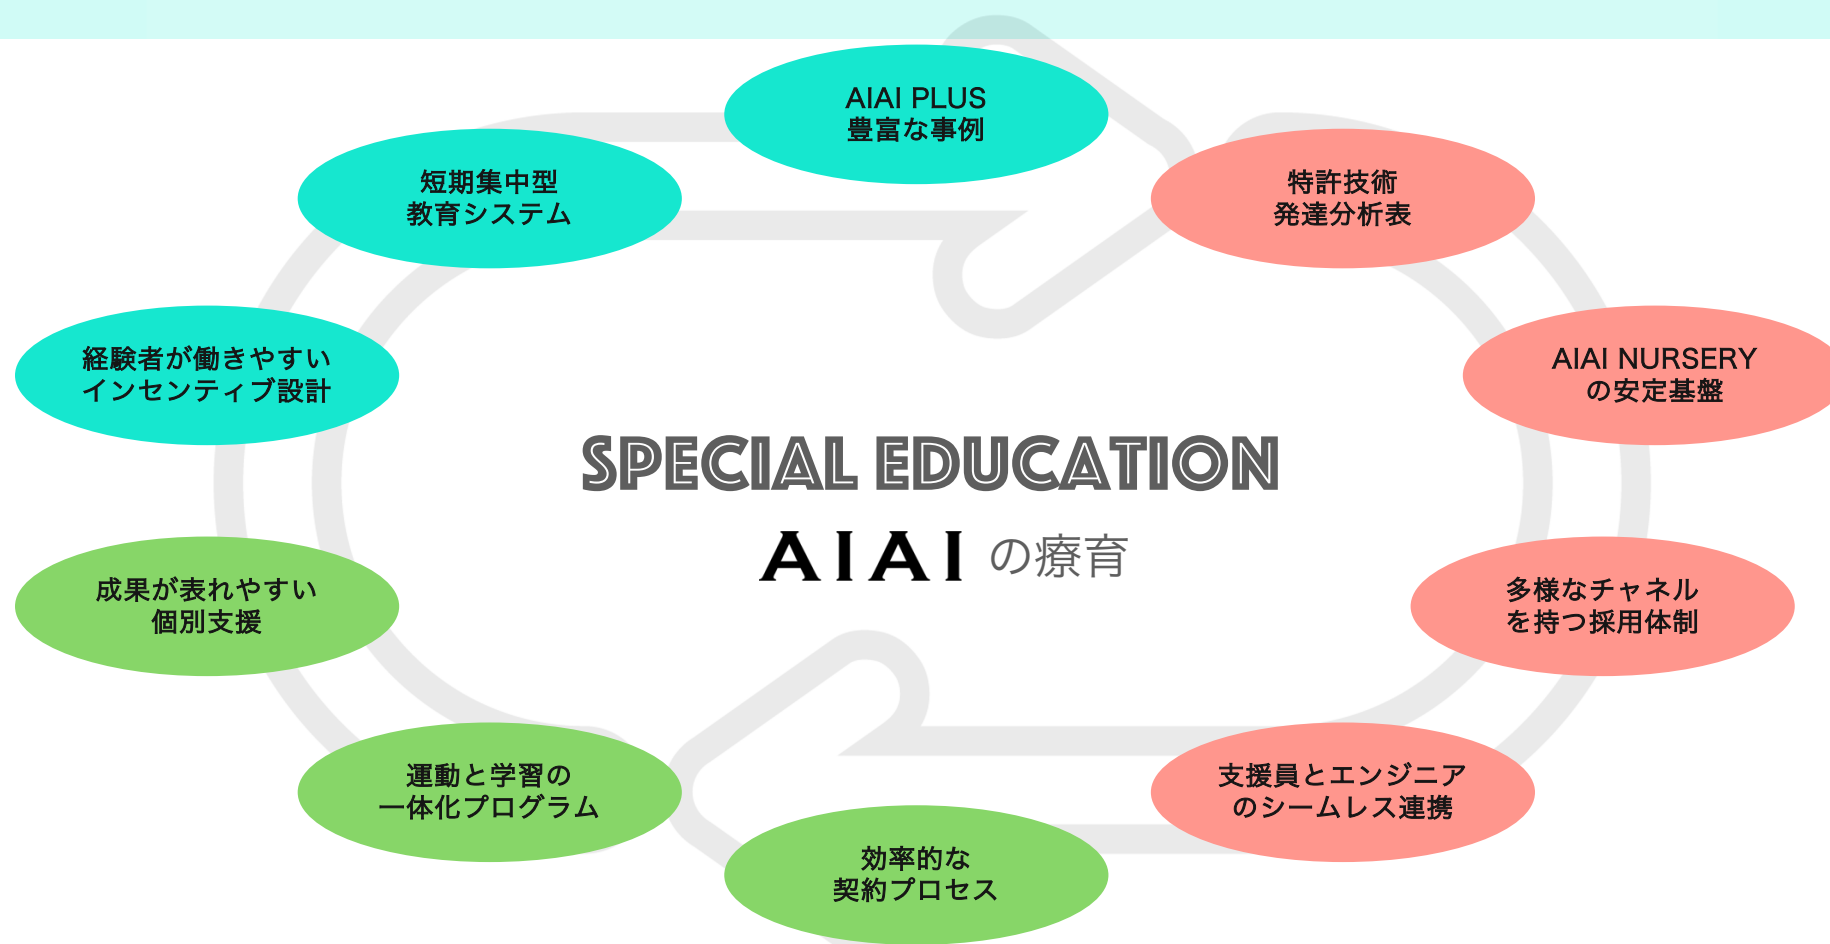 AIAI PLUS
豊富な事例
短期集中型
教育システム
特許技術
発達分析表
経験者が働きやすい
インセンティブ設計
AIAI NURSERY
の安定基盤
SPECIAL EDUCATION
AIAI の療育
成果が表れやすい
個別支援
多様なチャネル
を持つ採用体制
運動と学習の
一体化プログラム
支援員とエンジニア
のシームレス連携
効率的な
契約プロセス